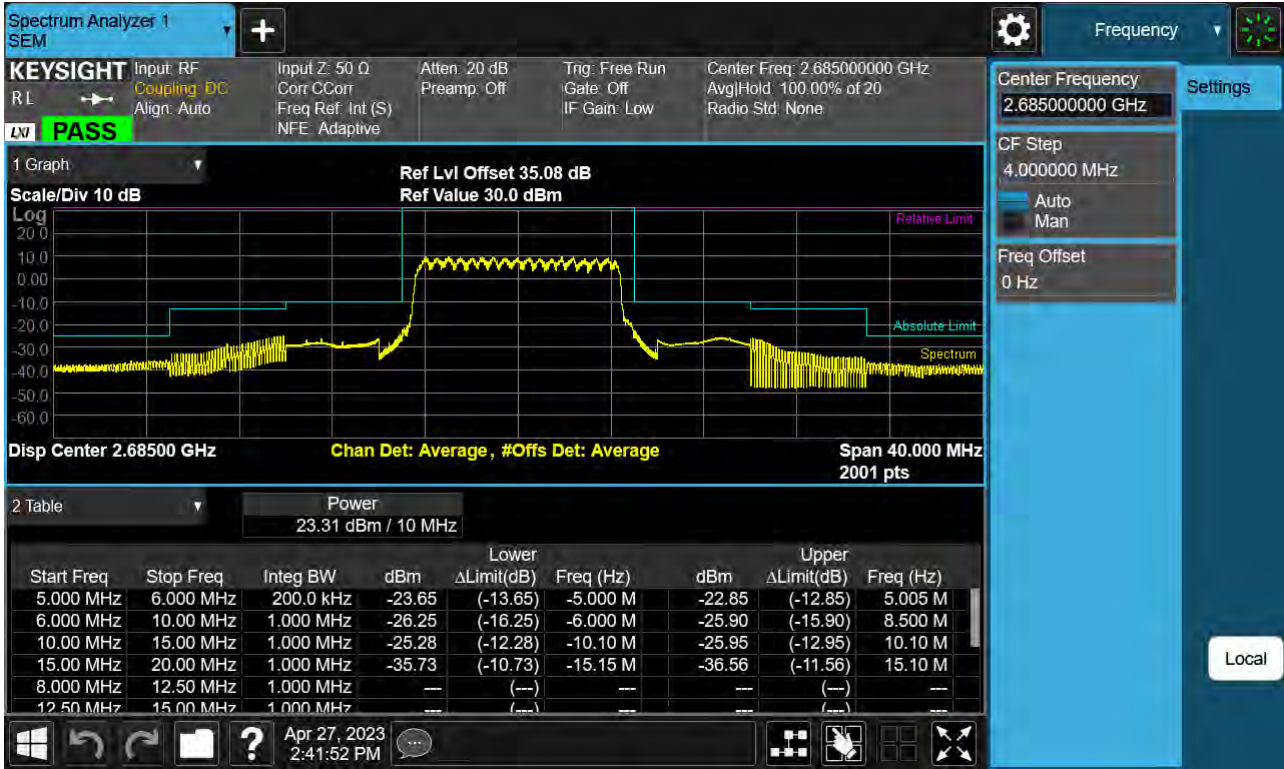 Spectrum Analyzer 1
SEM
Frequency
KEYSIGHT
Input: RF
Coupling: DC
Align: Auto
Input Z: 50 Ω
Corr CCorr
Freq Ref: Int (S)
NFE: Adaptive
Atten: 20 dB
Preamp: Off
Trig: Free Run
Gate: Off
IF Gain: Low
Center Freq: 2.685000000 GHz
Avg|Hold: 100.00% of 20
Radio Std: None
R L
LXI
PASS
Center Frequency
2.685000000 GHz
Settings
CF Step
4.000000 MHz
Auto
Man
Freq Offset
0 Hz
Local
1 Graph
Scale/Div 10 dB
Ref Lvl Offset 35.08 dB
Ref Value 30.0 dBm
Log
20.0
10.0
0.00
-10.0
-20.0
-30.0
-40.0
-50.0
-60.0
Relative Limit
Absolute Limit
Spectrum
Disp Center 2.68500 GHz
Chan Det: Average, #Offs Det: Average
Span 40.000 MHz
2001 pts
2 Table
Power
23.31 dBm / 10 MHz
Lower Upper
Start Freq Stop Freq Integ BW dBm ΔLimit(dB) Freq (Hz) dBm ΔLimit(dB) Freq (Hz)
5.000 MHz 6.000 MHz 200.0 kHz -23.65 (-13.65) -5.000 M -22.85 (-12.85) 5.005 M
6.000 MHz 10.00 MHz 1.000 MHz -26.25 (-16.25) -6.000 M -25.90 (-15.90) 8.500 M
10.00 MHz 15.00 MHz 1.000 MHz -25.28 (-12.28) -10.10 M -25.95 (-12.95) 10.10 M
15.00 MHz 20.00 MHz 1.000 MHz -35.73 (-10.73) -15.15 M -36.56 (-11.56) 15.10 M
8.000 MHz 12.50 MHz 1.000 MHz --- (---) --- --- (---) ---
12.50 MHz 15.00 MHz 1.000 MHz --- (---) --- --- (---) ---
Apr 27, 2023
2:41:52 PM